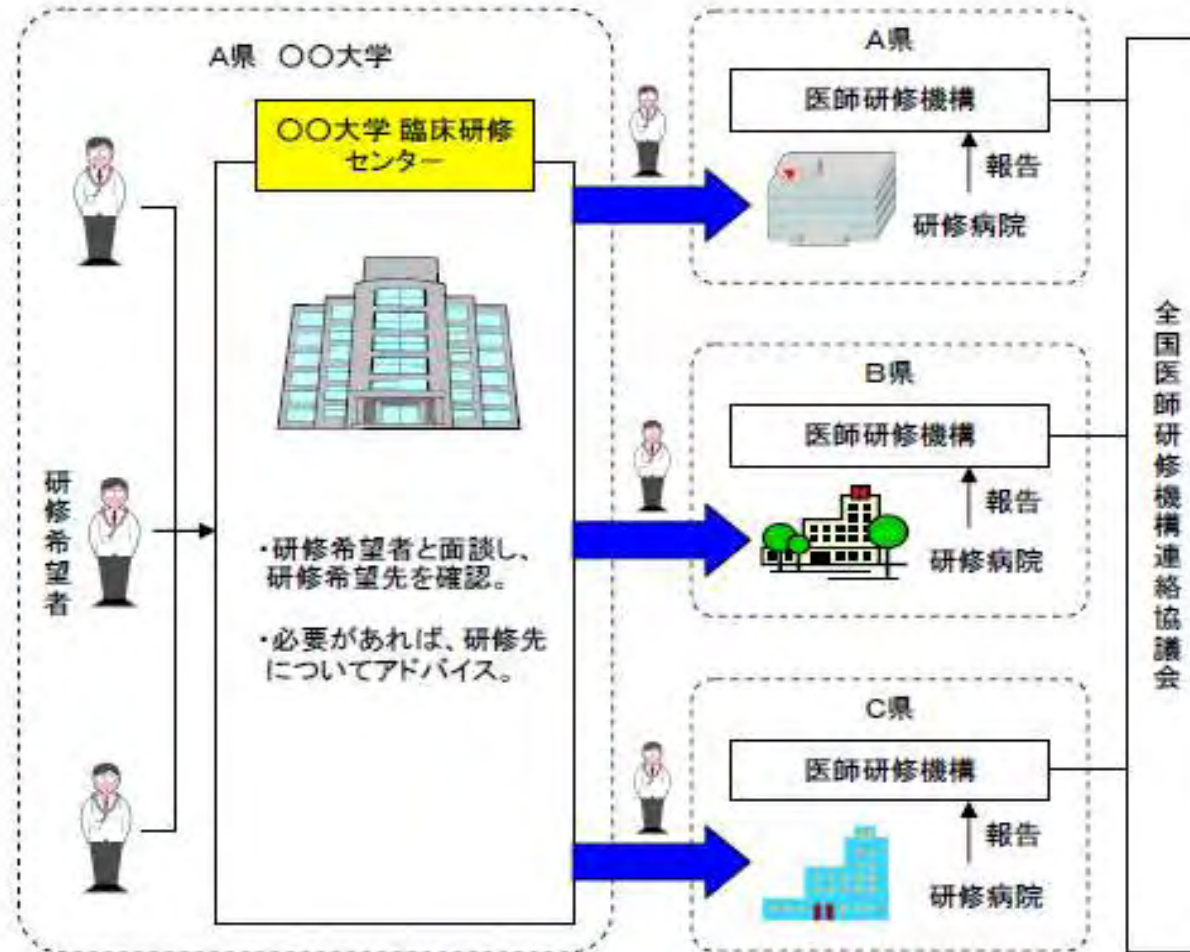 A県 〇〇大学
〇〇大学 臨床研修
センター
研修希望者
・研修希望者と面談し、
研修希望先を確認。
・必要があれば、研修先
についてアドバイス。
A県
医師研修機構
報告
研修病院
B県
医師研修機構
報告
研修病院
C県
医師研修機構
報告
研修病院
全国医師研修機構連絡協議会